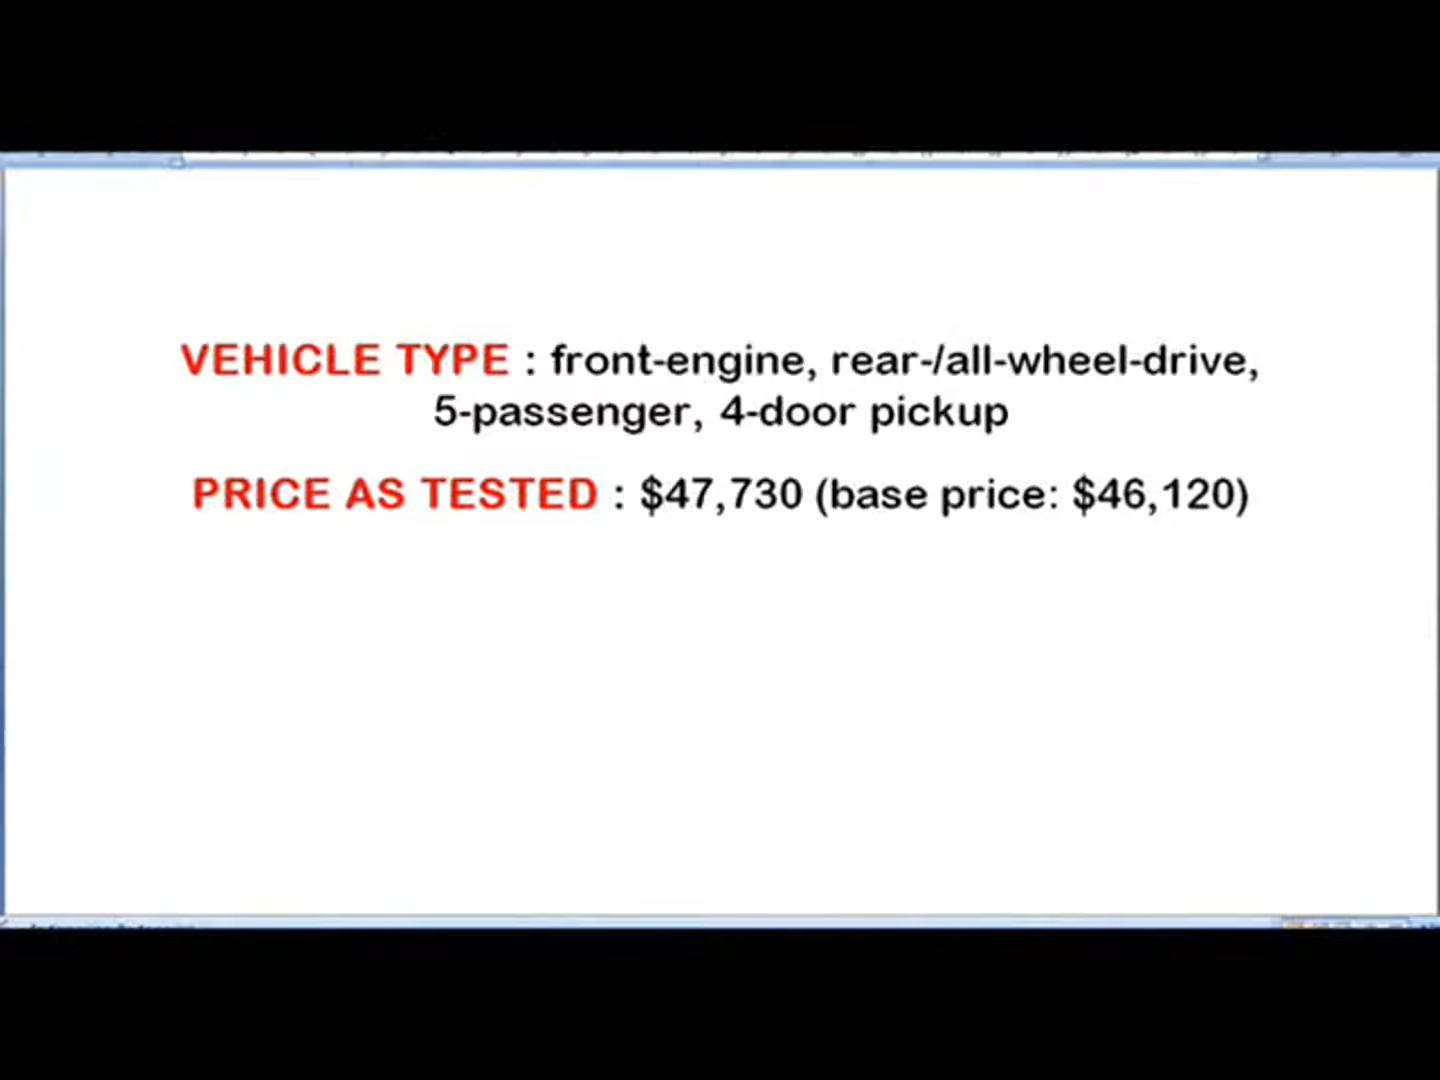 VEHICLE TYPE : front-engine, rear-/all-wheel-drive,
5-passenger, 4-door pickup
PRICE AS TESTED : $47,730 (base price: $46,120)